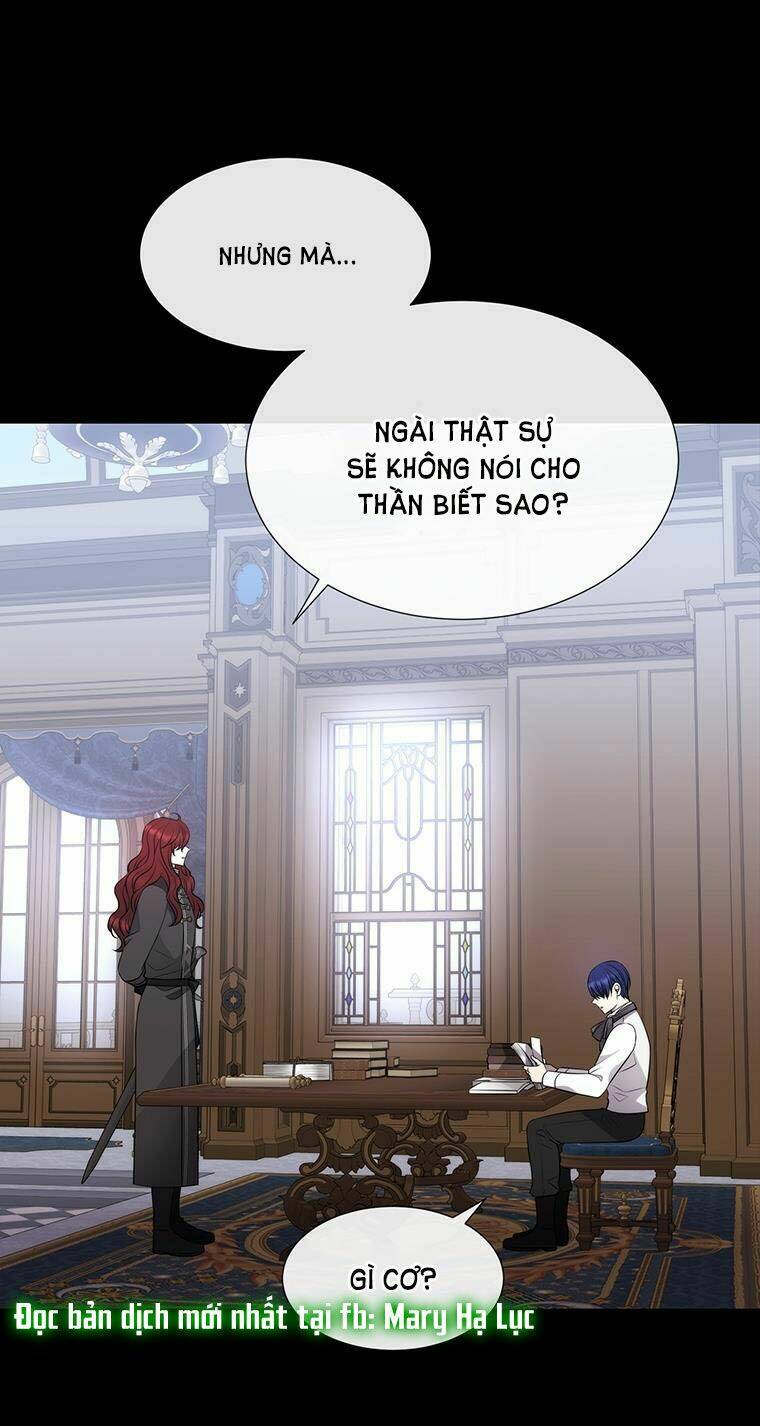 NHƯNG MÀ...
NGÀI THẬT SỰ
SẼ KHÔNG NÓI CHO
THẦN BIẾT SAO?
GÌ CƠ?
Đọc bản dịch mới nhất tại fb: Mary Hạ Lục